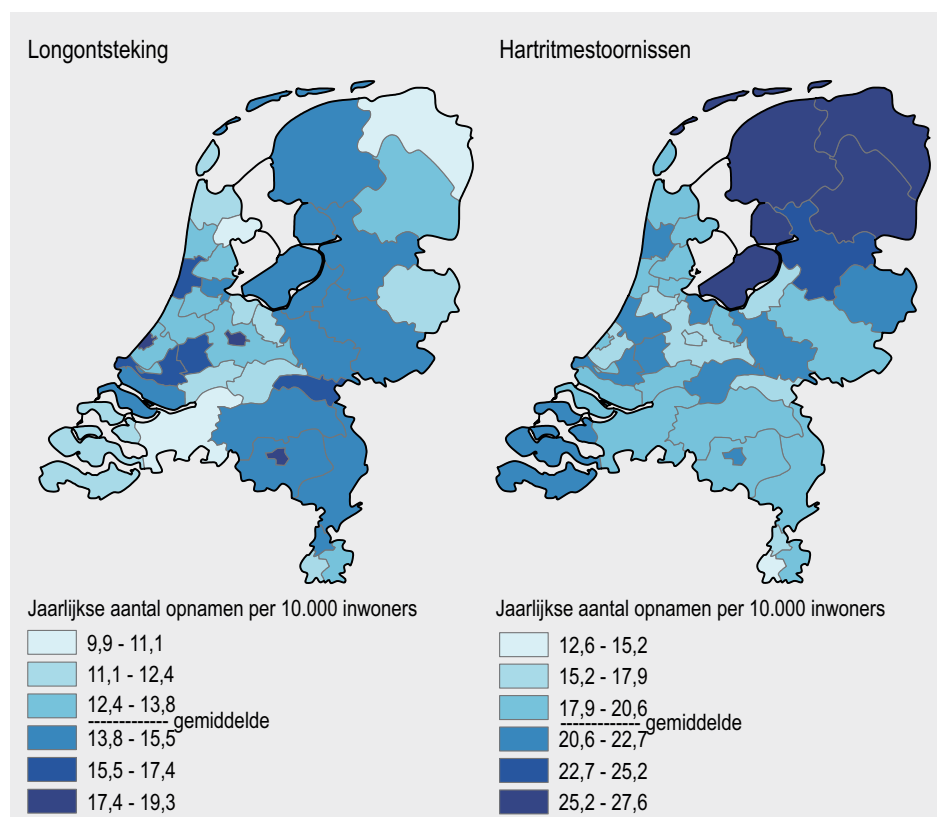 Longontsteking
Jaarlijkse aantal opnamen per 10.000 inwoners
9,9 - 11,1
11,1 - 12,4
12,4 - 13,8
------------- gemiddelde
13,8 - 15,5
15,5 - 17,4
17,4 - 19,3
Hartritmestoornissen
Jaarlijkse aantal opnamen per 10.000 inwoners
12,6 - 15,2
15,2 - 17,9
17,9 - 20,6
------------- gemiddelde
20,6 - 22,7
22,7 - 25,2
25,2 - 27,6